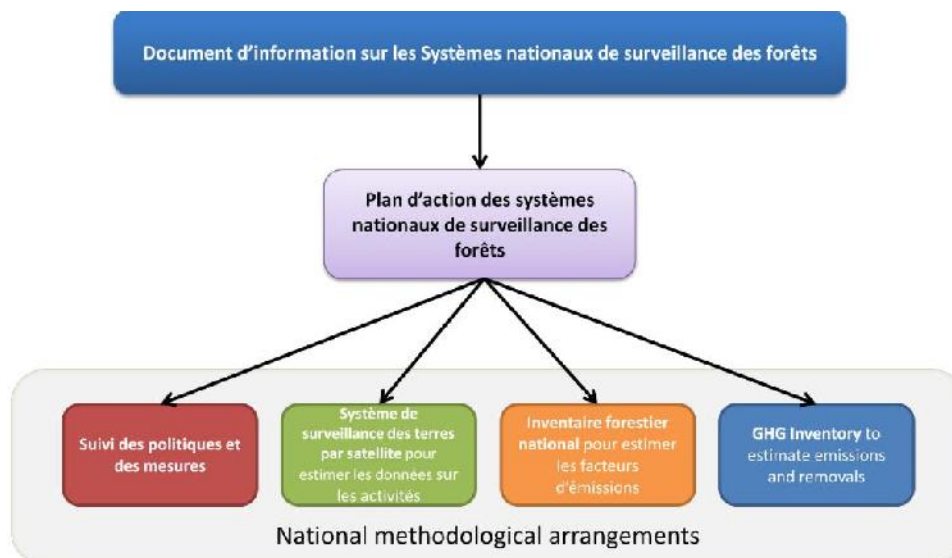 Document d'information sur les Systèmes nationaux de surveillance des forêts
Plan d'action des systèmes
nationaux de surveillance des
forêts
Suivi des politiques et
des mesures
Système de
surveillance des terres
par satellite pour
estimer les données sur
les activités
Inventaire forestier
national pour estimer
les facteurs
d'émissions
GHG Inventory to
estimate emissions
and removals
National methodological arrangements